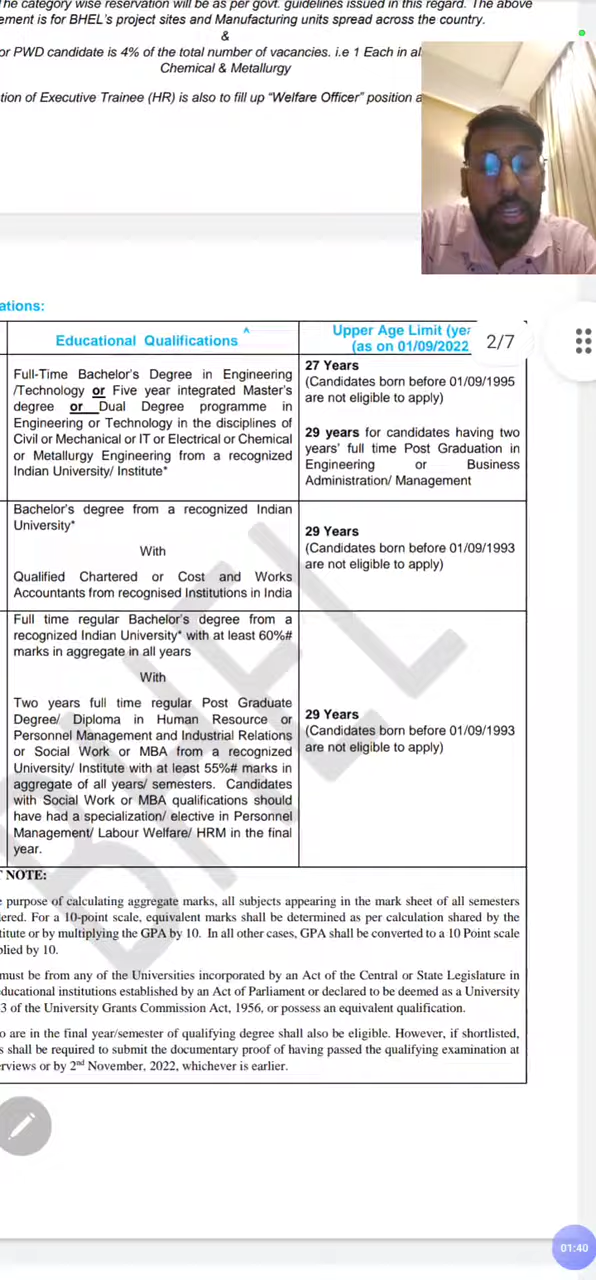 The category wise reservation will be as per govt. guidelines issued in this regard. The above
ement is for BHEL's project sites and Manufacturing units spread across the country.
&
or PWD candidate is 4% of the total number of vacancies. i.e 1 Each in al
Chemical & Metallurgy
tion of Executive Trainee (HR) is also to fill up "Welfare Officer" position a
ations:
Educational Qualifications ^
Upper Age Limit (yea
(as on 01/09/2022
2/7
Full-Time Bachelor's Degree in Engineering
/Technology or Five year integrated Master's
degree or Dual Degree programme in
Engineering or Technology in the disciplines of
Civil or Mechanical or IT or Electrical or Chemical
or Metallurgy Engineering from a recognized
Indian University/ Institute*
27 Years
(Candidates born before 01/09/1995
are not eligible to apply)
29 years for candidates having two
years' full time Post Graduation in
Engineering or Business
Administration/ Management
Bachelor's degree from a recognized Indian
University*
With
Qualified Chartered or Cost and Works
Accountants from recognised Institutions in India
29 Years
(Candidates born before 01/09/1993
are not eligible to apply)
Full time regular Bachelor's degree from a
recognized Indian University* with at least 60%#
marks in aggregate in all years
With
Two years full time regular Post Graduate
Degree/ Diploma in Human Resource or
Personnel Management and Industrial Relations
or Social Work or MBA from a recognized
University/ Institute with at least 55%# marks in
aggregate of all years/ semesters. Candidates
with Social Work or MBA qualifications should
have had a specialization/ elective in Personnel
Management/ Labour Welfare/ HRM in the final
year.
29 Years
(Candidates born before 01/09/1993
are not eligible to apply)
BHEL
T NOTE:
e purpose of calculating aggregate marks, all subjects appearing in the mark sheet of all semesters
ered. For a 10-point scale, equivalent marks shall be determined as per calculation shared by the
titute or by multiplying the GPA by 10. In all other cases, GPA shall be converted to a 10 Point scale
plied by 10.
must be from any of the Universities incorporated by an Act of the Central or State Legislature in
educational institutions established by an Act of Parliament or declared to be deemed as a University
3 of the University Grants Commission Act, 1956, or possess an equivalent qualification.
o are in the final year/semester of qualifying degree shall also be eligible. However, if shortlisted,
s shall be required to submit the documentary proof of having passed the qualifying examination at
erviews or by 2nd November, 2022, whichever is earlier.
01:40